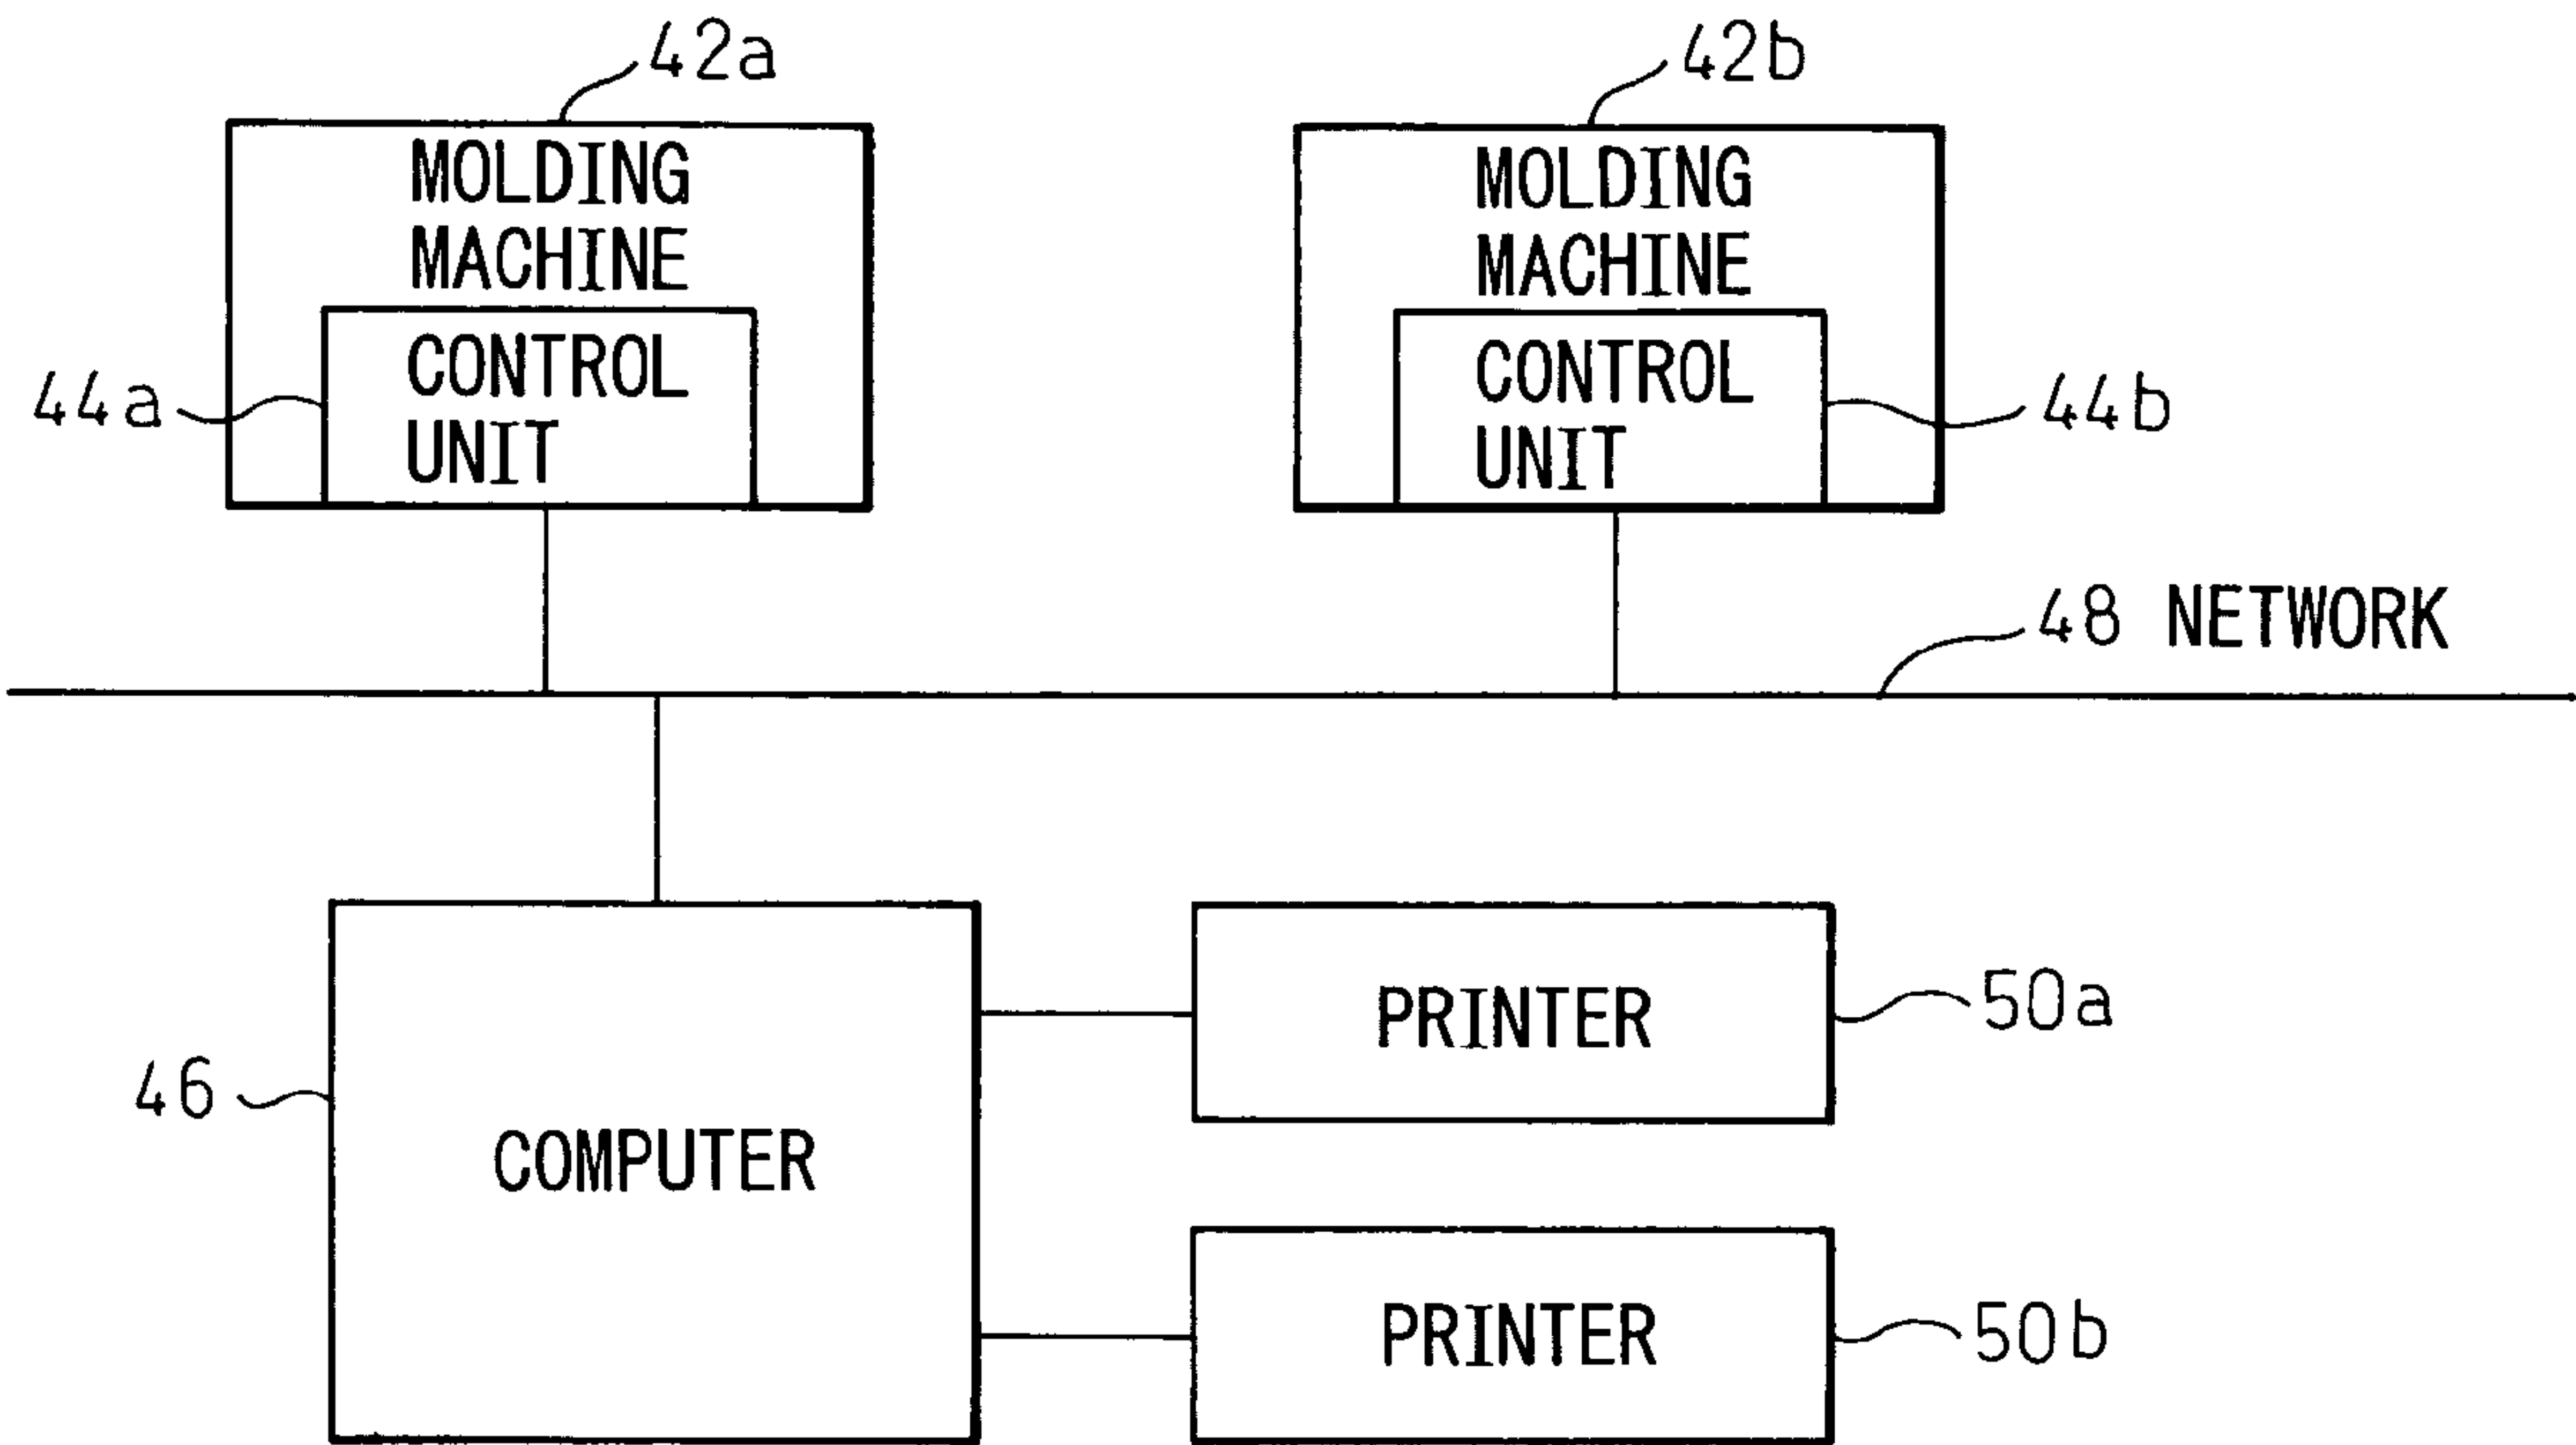 42a
42b
MOLDING
MACHINE
MOLDING
MACHINE
44a
CONTROL
UNIT
CONTROL
UNIT
44b
48 NETWORK
46
COMPUTER
PRINTER
50a
PRINTER
50b